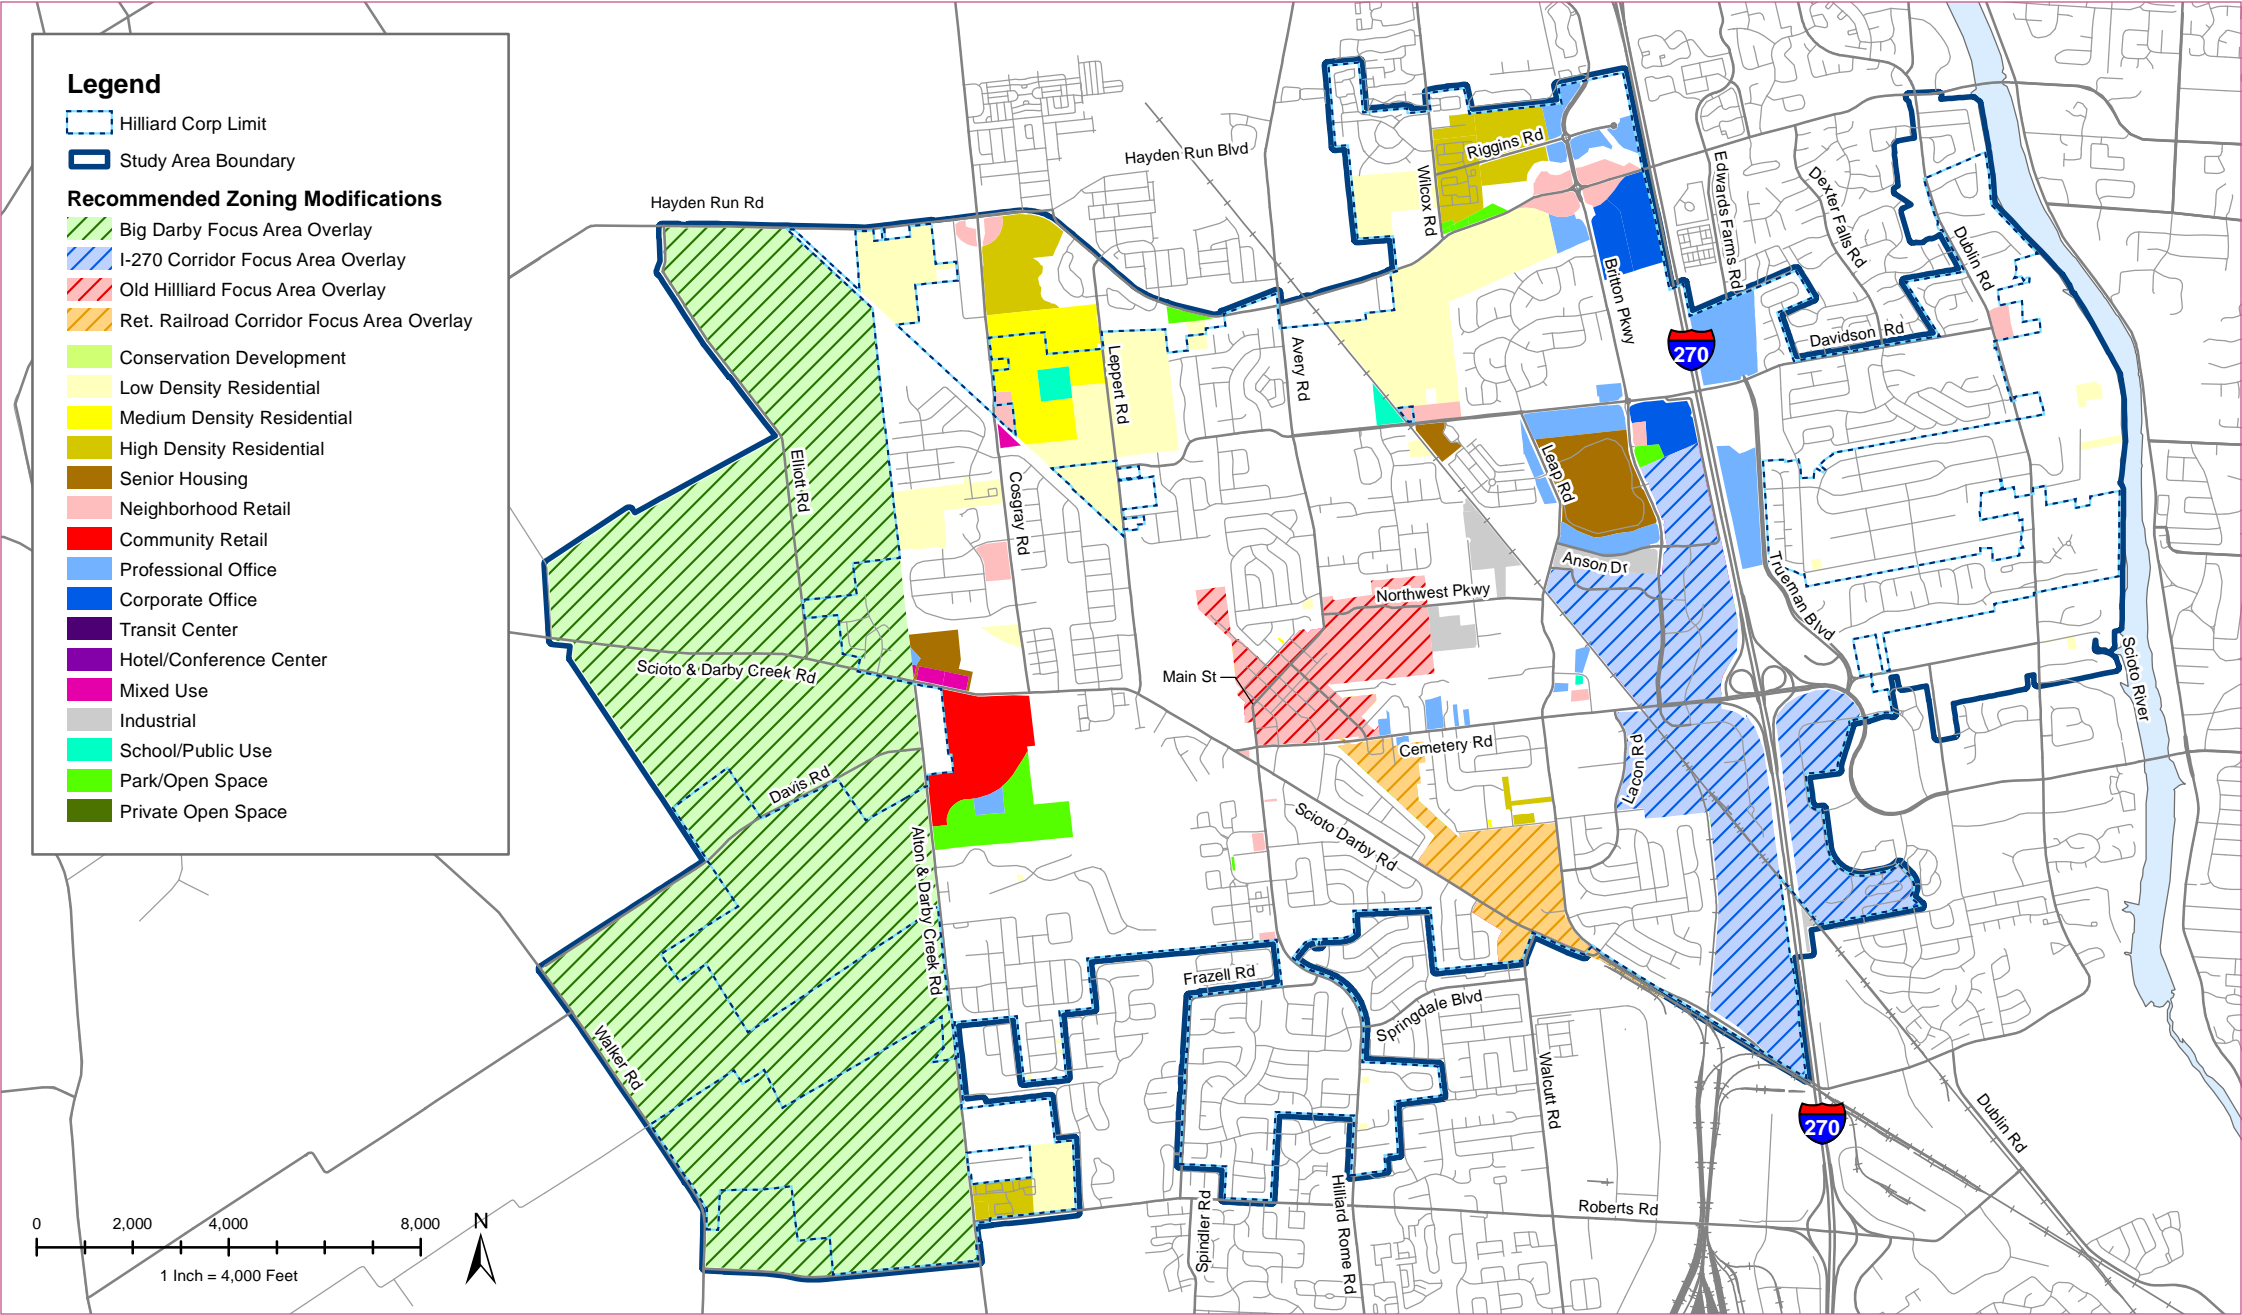 Legend
Hilliard Corp Limit
Study Area Boundary
Recommended Zoning Modifications
Big Darby Focus Area Overlay
I-270 Corridor Focus Area Overlay
Old Hillliard Focus Area Overlay
Ret. Railroad Corridor Focus Area Overlay
Conservation Development
Low Density Residential
Medium Density Residential
High Density Residential
Senior Housing
Neighborhood Retail
Community Retail
Professional Office
Corporate Office
Transit Center
Hotel/Conference Center
Mixed Use
Industrial
School/Public Use
Park/Open Space
Private Open Space
Hayden Run Rd
Hayden Run Blvd
Wilcox Rd
Riggins Rd
Edwards Farms Rd
Dexter Falls Rd
Dublin Rd
Britton Pkwy
Davidson Rd
270
Avery Rd
Leppert Rd
Elliott Rd
Cosgray Rd
Leap Rd
Anson Dr
Trueman Blvd
Northwest Pkwy
Scioto River
Scioto & Darby Creek Rd
Main St
Cemetery Rd
Lacon Rd
Davis Rd
Scioto Darby Rd
Alton & Darby Creek Rd
Frazell Rd
Springdale Blvd
Walker Rd
Walcutt Rd
270
Dublin Rd
Spindler Rd
Hilliard Rome Rd
Roberts Rd
0 2,000 4,000 8,000
N
1 Inch = 4,000 Feet